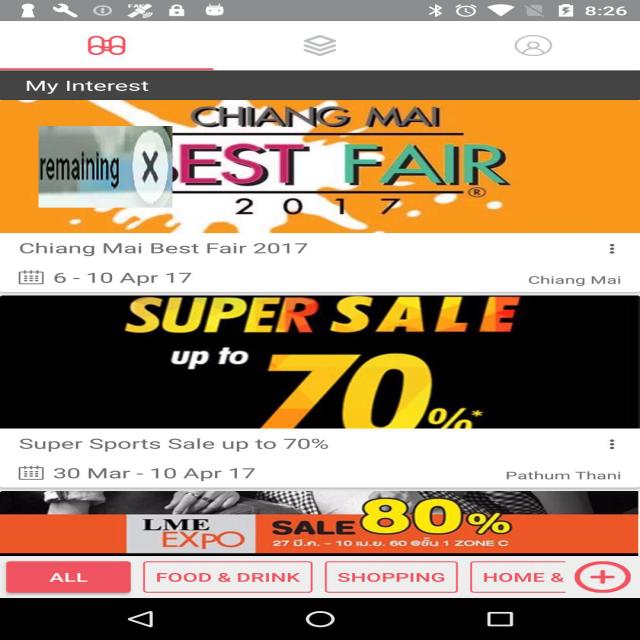 8:26
My Interest
CHIANG MAI
remaining X
BEST FAIR®
2017
Chiang Mai Best Fair 2017
6 - 10 Apr 17
Chiang Mai
SUPER SALE
up to
70%*
Super Sports Sale up to 70%
30 Mar - 10 Apr 17
Pathum Thani
LME
EXPO
SALE 80%
27 มี.ค. - 10 เม.ย. 60 @ชั้น 1 ZONE C
ALL
FOOD & DRINK
SHOPPING
HOME &